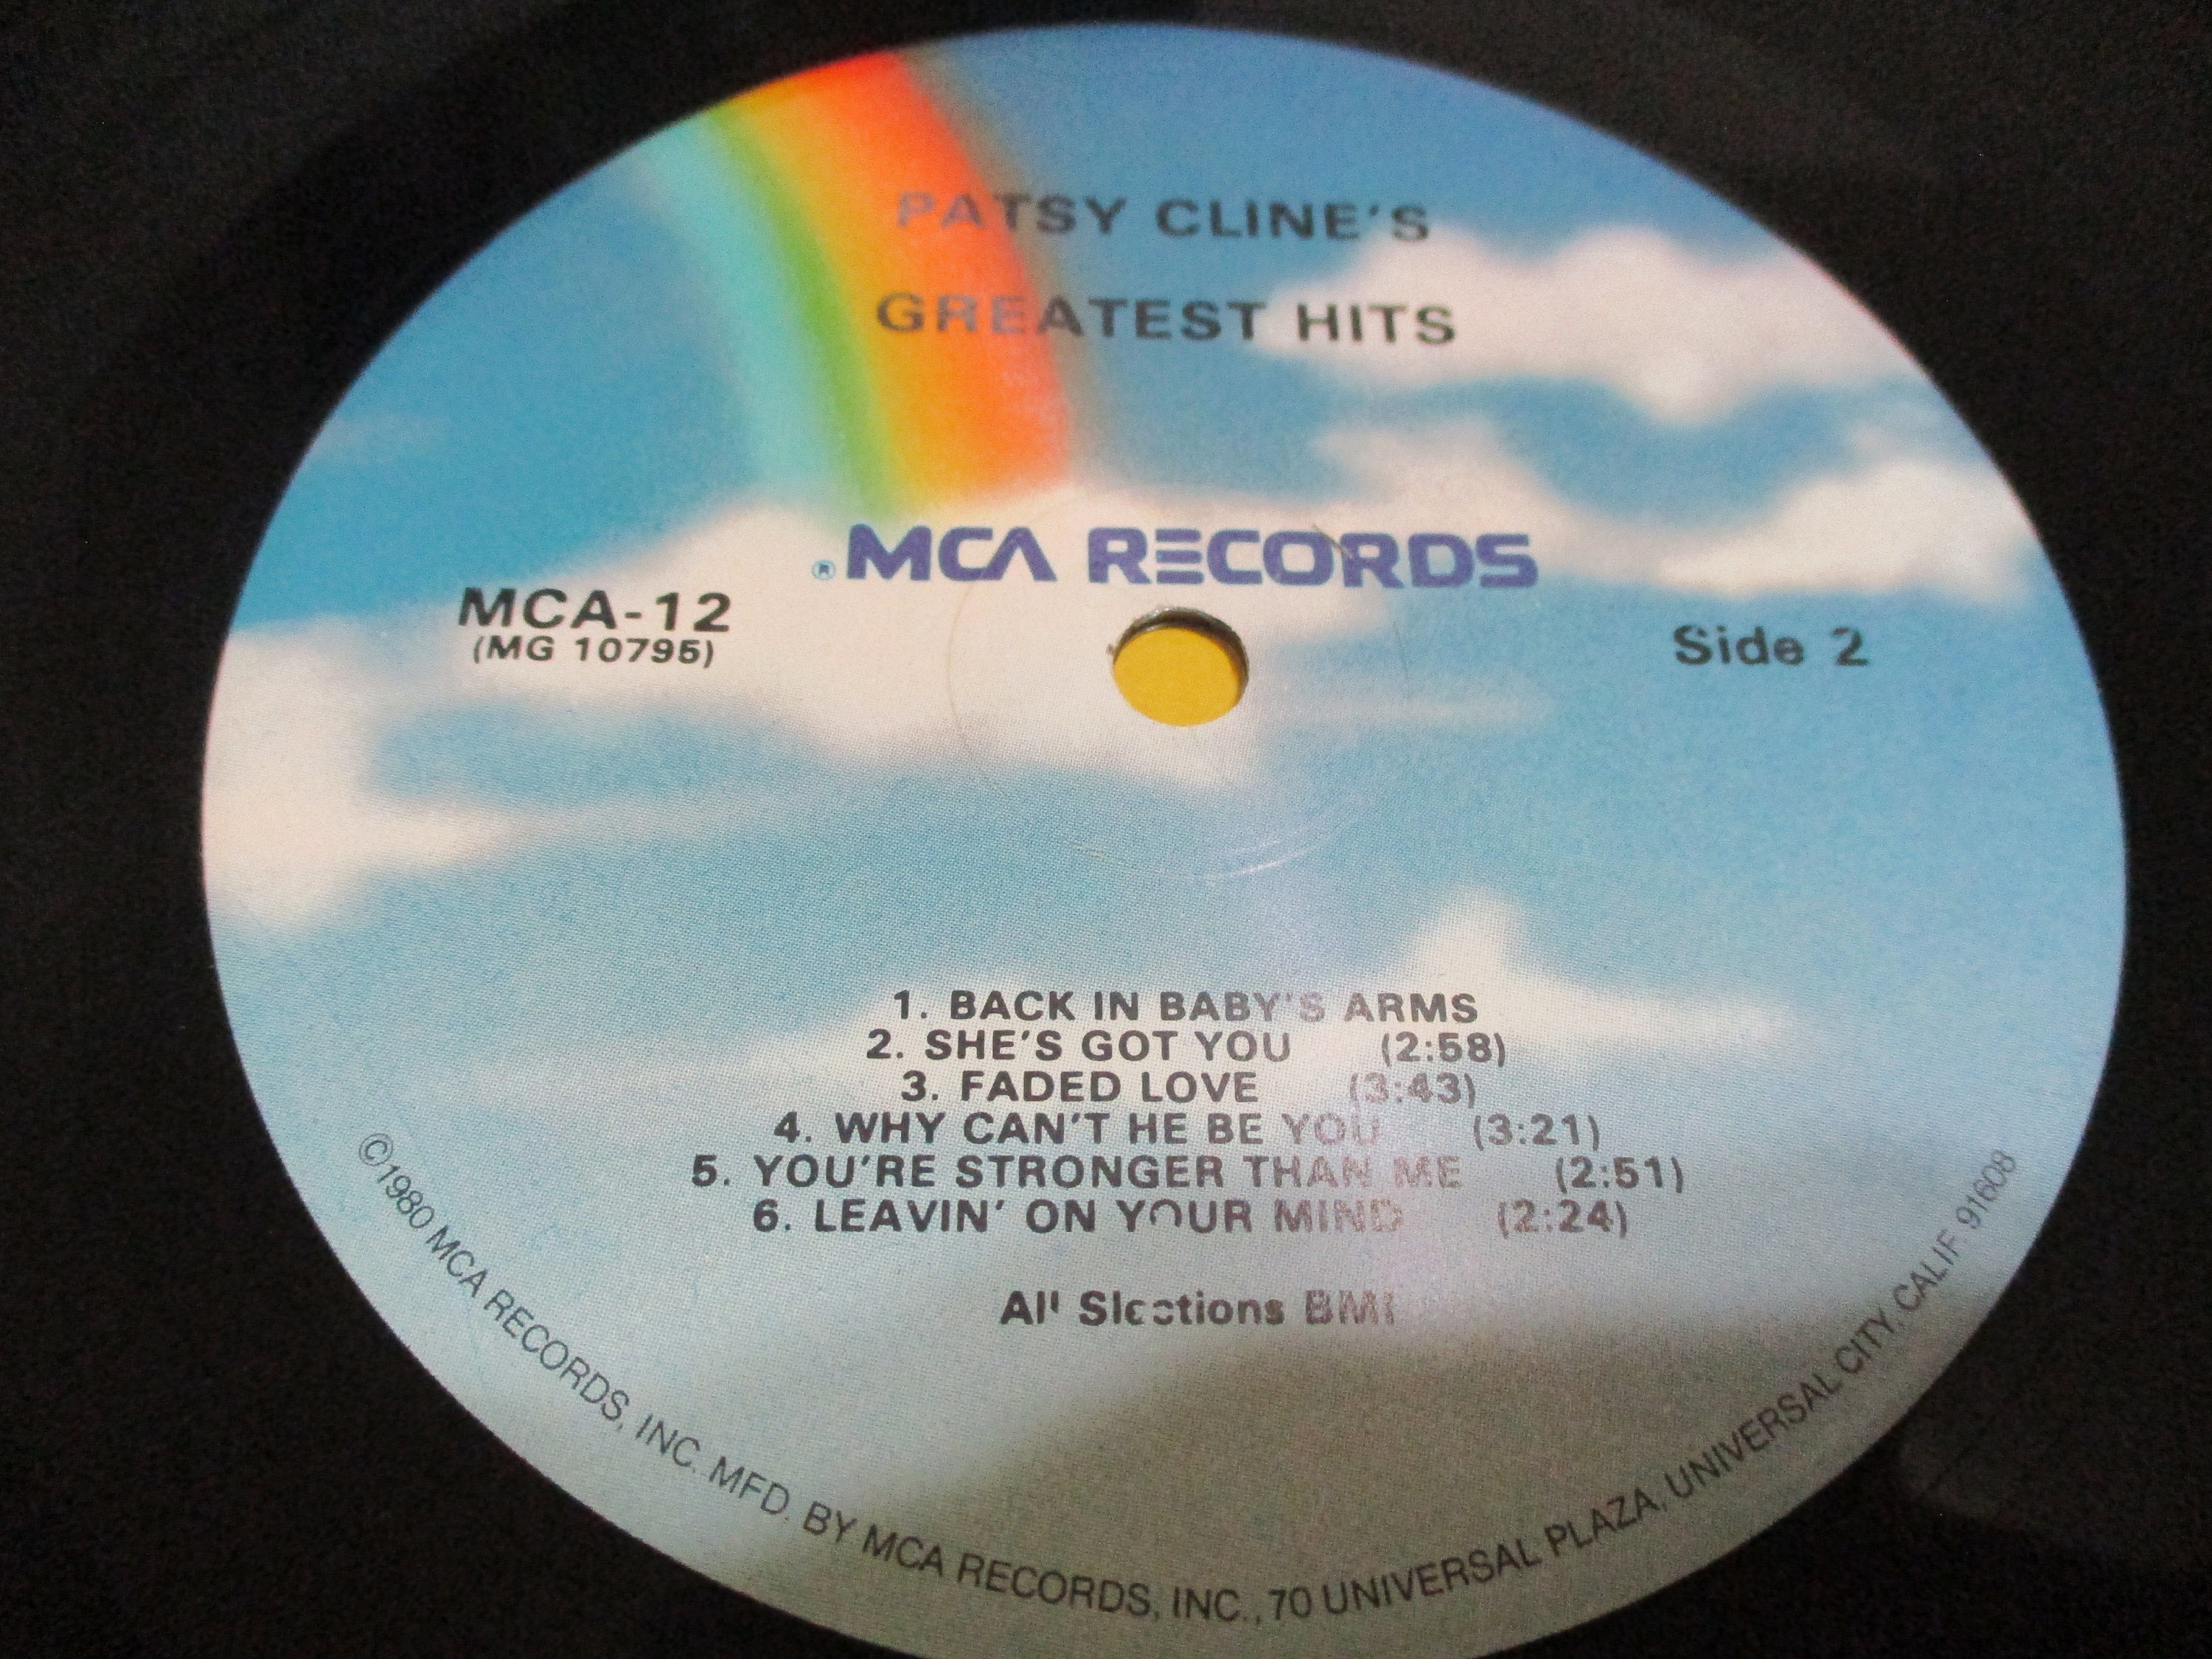 PATSY CLINE'S
GREATEST HITS
® MCA RECORDS
MCA-12
(MG 10795)
Side 2
1. BACK IN BABY'S ARMS
2. SHE'S GOT YOU (2:58)
3. FADED LOVE (3:43)
4. WHY CAN'T HE BE YOU (3:21)
5. YOU'RE STRONGER THAN ME (2:51)
6. LEAVIN' ON YOUR MIND (2:24)
All Slections BMI
©1980 MCA RECORDS, INC. MFD. BY MCA RECORDS, INC., 70 UNIVERSAL PLAZA, UNIVERSAL CITY, CALIF. 91608